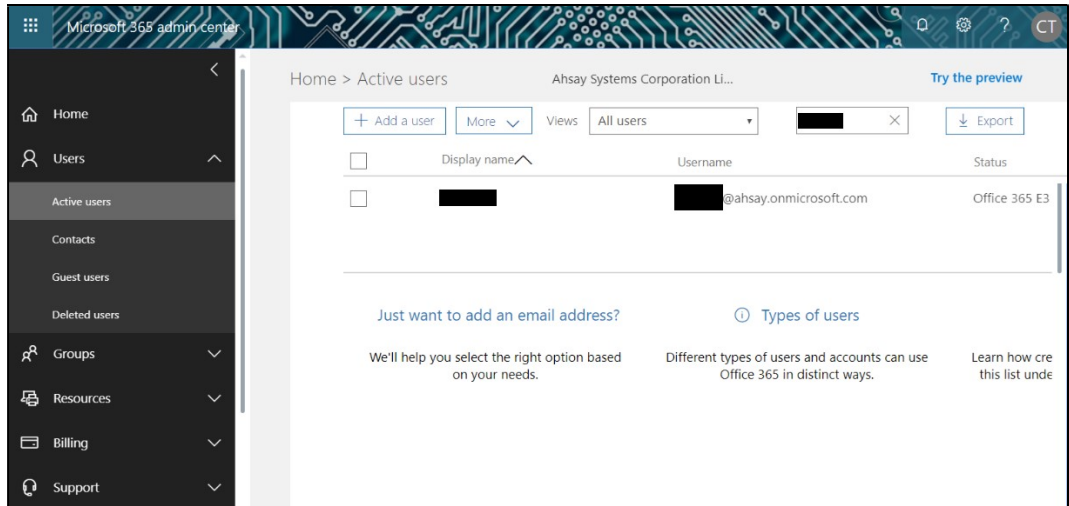 Microsoft 365 admin center
? CT
Home > Active users Ahsay Systems Corporation Li... Try the preview
Home
Users
Active users
Contacts
Guest users
Deleted users
Groups
Resources
Billing
Support
+ Add a user More Views All users Export
Display name Username Status
@ahsay.onmicrosoft.com Office 365 E3
Just want to add an email address?
We'll help you select the right option based
on your needs.
Types of users
Different types of users and accounts can use
Office 365 in distinct ways.
Learn how cre
this list unde